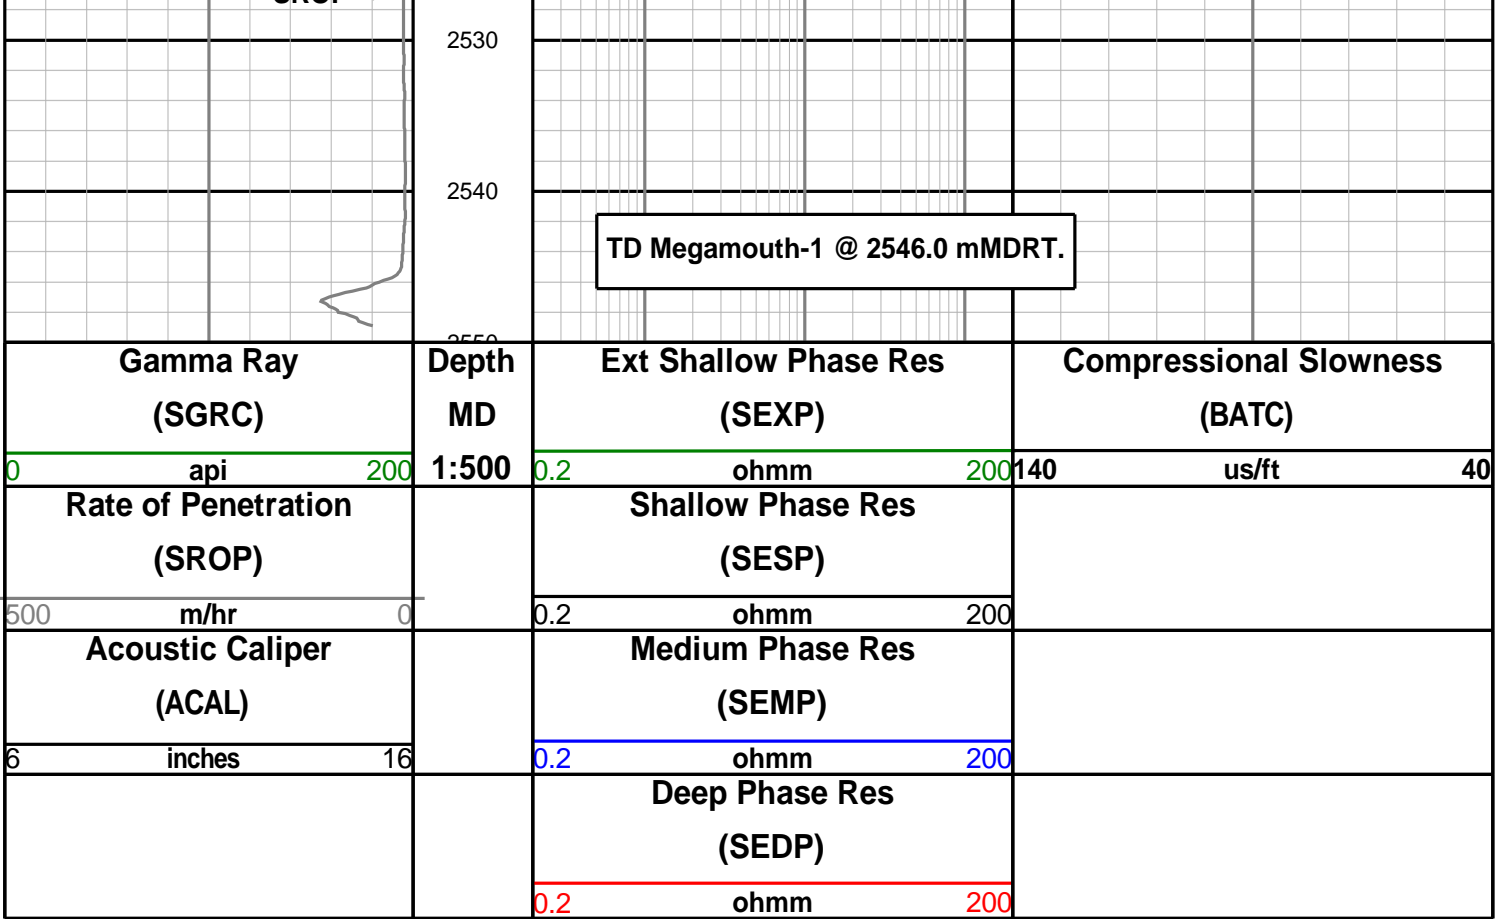 SROP
2530
2540
TD Megamouth-1 @ 2546.0 mMDRT.
2550
Gamma Ray
(SGRC)
0 api 200
Depth
MD
1:500
Ext Shallow Phase Res
(SEXP)
0.2 ohmm 200
Compressional Slowness
(BATC)
140 us/ft 40
Rate of Penetration
(SROP)
500 m/hr 0
Shallow Phase Res
(SESP)
0.2 ohmm 200
Acoustic Caliper
(ACAL)
6 inches 16
Medium Phase Res
(SEMP)
0.2 ohmm 200
Deep Phase Res
(SEDP)
0.2 ohmm 200